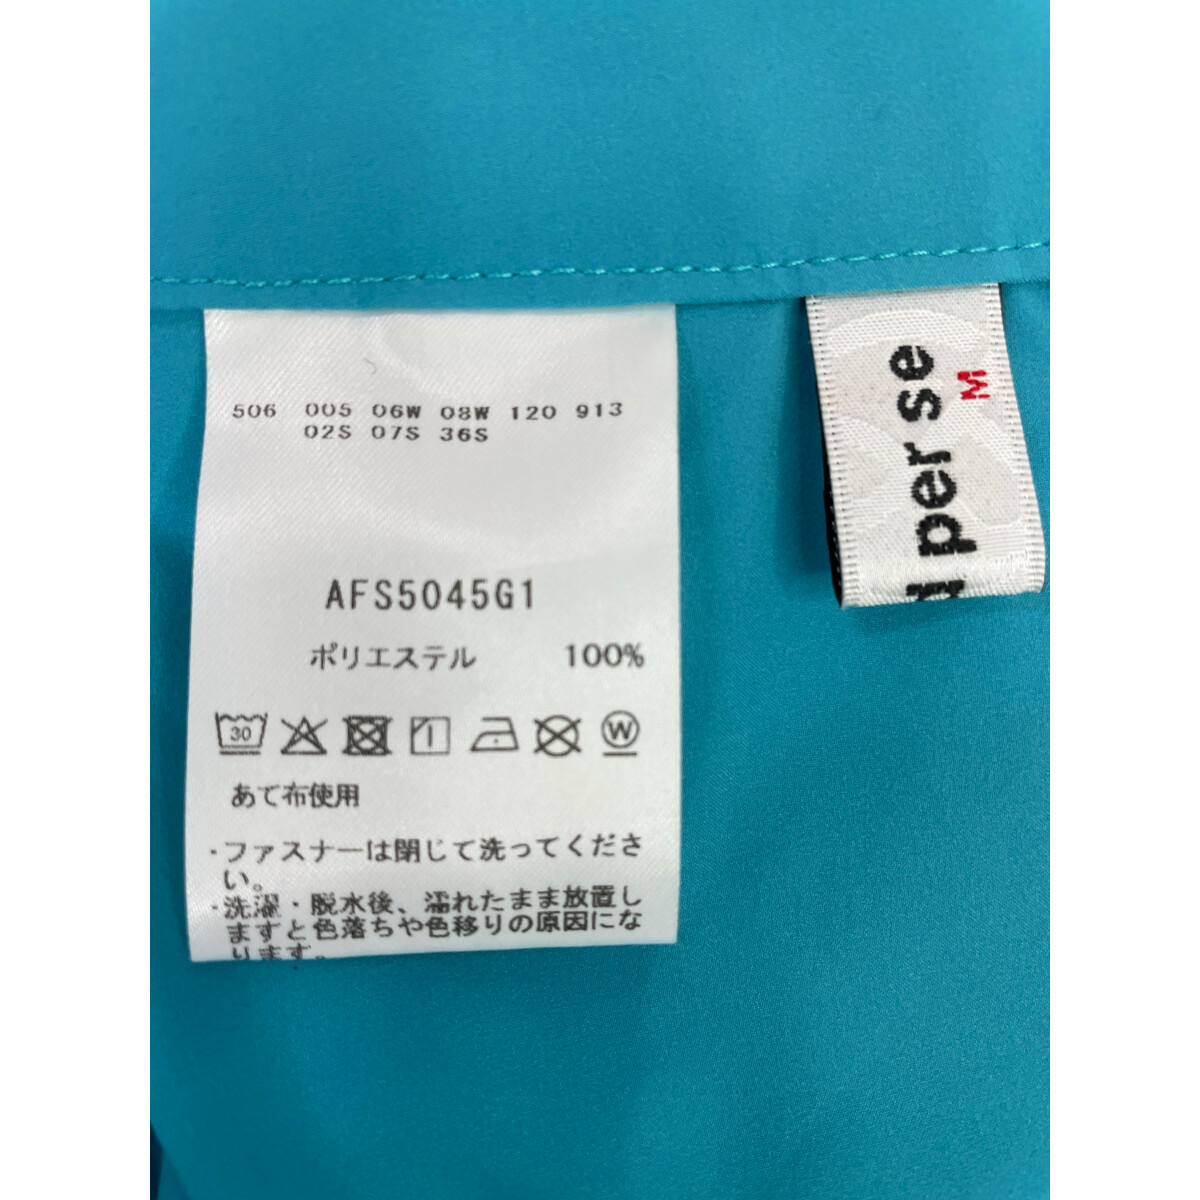 506 005 06W 08W 120 913
02S 07S 36S
AFS5045G1
ポリエステル 100%
30 W
あて布使用
・ファスナーは閉じて洗ってくださ
い。
・洗濯・脱水後、濡れたまま放置し
ますと色落ちや色移りの原因にな
ります。
per se
M